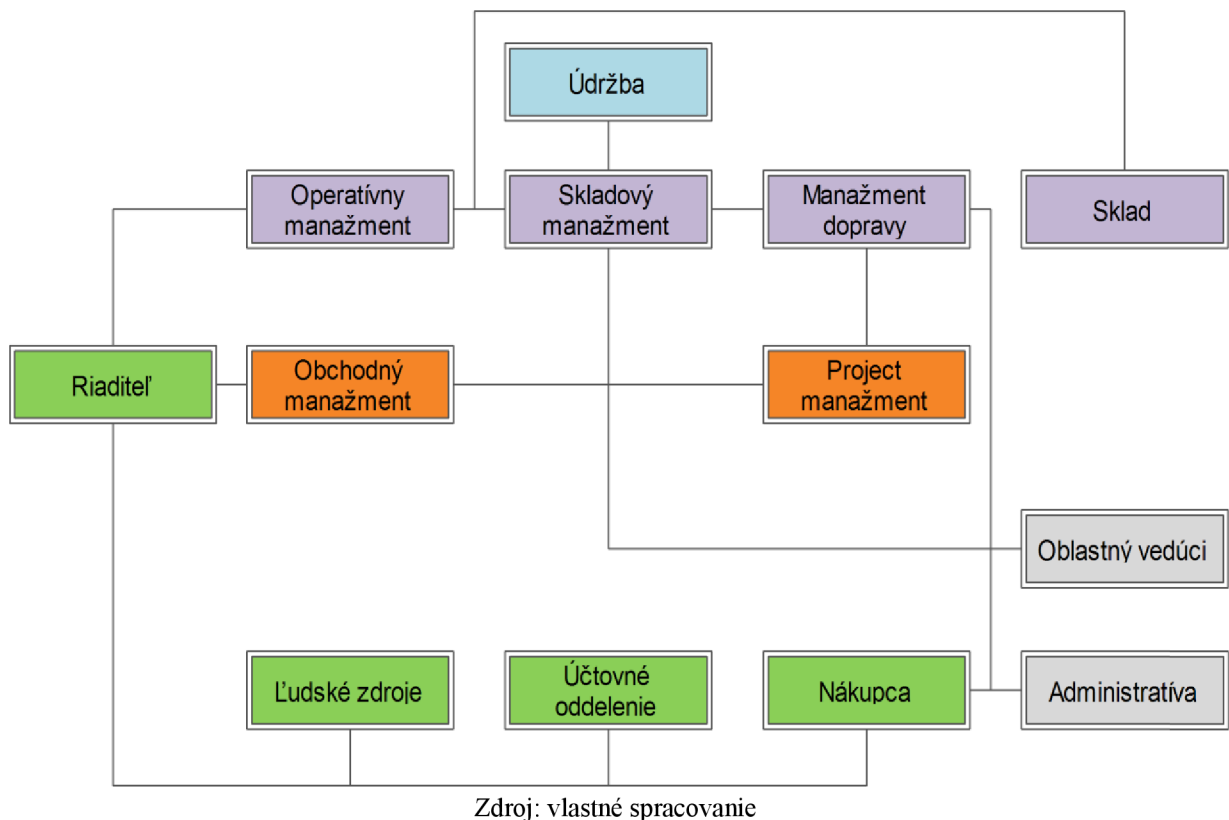 Údržba
Operatívny
manažment
Skladový
manažment
Manažment
dopravy
Sklad
Riaditeľ
Obchodný
manažment
Project
manažment
Oblastný vedúci
Ľudské zdroje
Účtovné
oddelenie
Nákupca
Administratíva
Zdroj: vlastné spracovanie